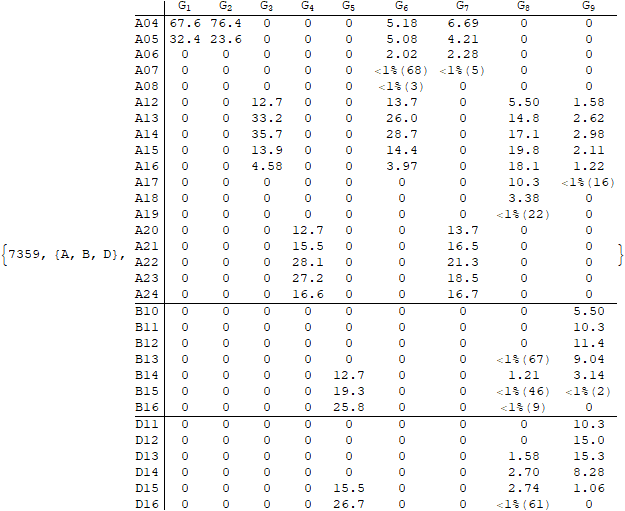 G₁ G₂ G₃ G₄ G₅ G₆ G₇ G₈ G₉
A04 67.6 76.4 0 0 0 5.18 6.69 0 0
A05 32.4 23.6 0 0 0 5.08 4.21 0 0
A06 0 0 0 0 0 2.02 2.28 0 0
A07 0 0 0 0 0 <1%(68) <1%(5) 0 0
A08 0 0 0 0 0 <1%(3) 0 0 0
A12 0 0 12.7 0 0 13.7 0 5.50 1.58
A13 0 0 33.2 0 0 26.0 0 14.8 2.62
A14 0 0 35.7 0 0 28.7 0 17.1 2.98
A15 0 0 13.9 0 0 14.4 0 19.8 2.11
A16 0 0 4.58 0 0 3.97 0 18.1 1.22
A17 0 0 0 0 0 0 0 10.3 <1%(16)
A18 0 0 0 0 0 0 0 3.38 0
A19 0 0 0 0 0 0 0 <1%(22) 0
A20 0 0 0 12.7 0 0 13.7 0 0
A21 0 0 0 15.5 0 0 16.5 0 0
{7359, {A, B, D}, A22 0 0 0 28.1 0 0 21.3 0 0 }
A23 0 0 0 27.2 0 0 18.5 0 0
A24 0 0 0 16.6 0 0 16.7 0 0
B10 0 0 0 0 0 0 0 0 5.50
B11 0 0 0 0 0 0 0 0 10.3
B12 0 0 0 0 0 0 0 0 11.4
B13 0 0 0 0 0 0 0 <1%(67) 9.04
B14 0 0 0 0 12.7 0 0 1.21 3.14
B15 0 0 0 0 19.3 0 0 <1%(46) <1%(2)
B16 0 0 0 0 25.8 0 0 <1%(9) 0
D11 0 0 0 0 0 0 0 0 10.3
D12 0 0 0 0 0 0 0 0 15.0
D13 0 0 0 0 0 0 0 1.58 15.3
D14 0 0 0 0 0 0 0 2.70 8.28
D15 0 0 0 0 15.5 0 0 2.74 1.06
D16 0 0 0 0 26.7 0 0 <1%(61) 0